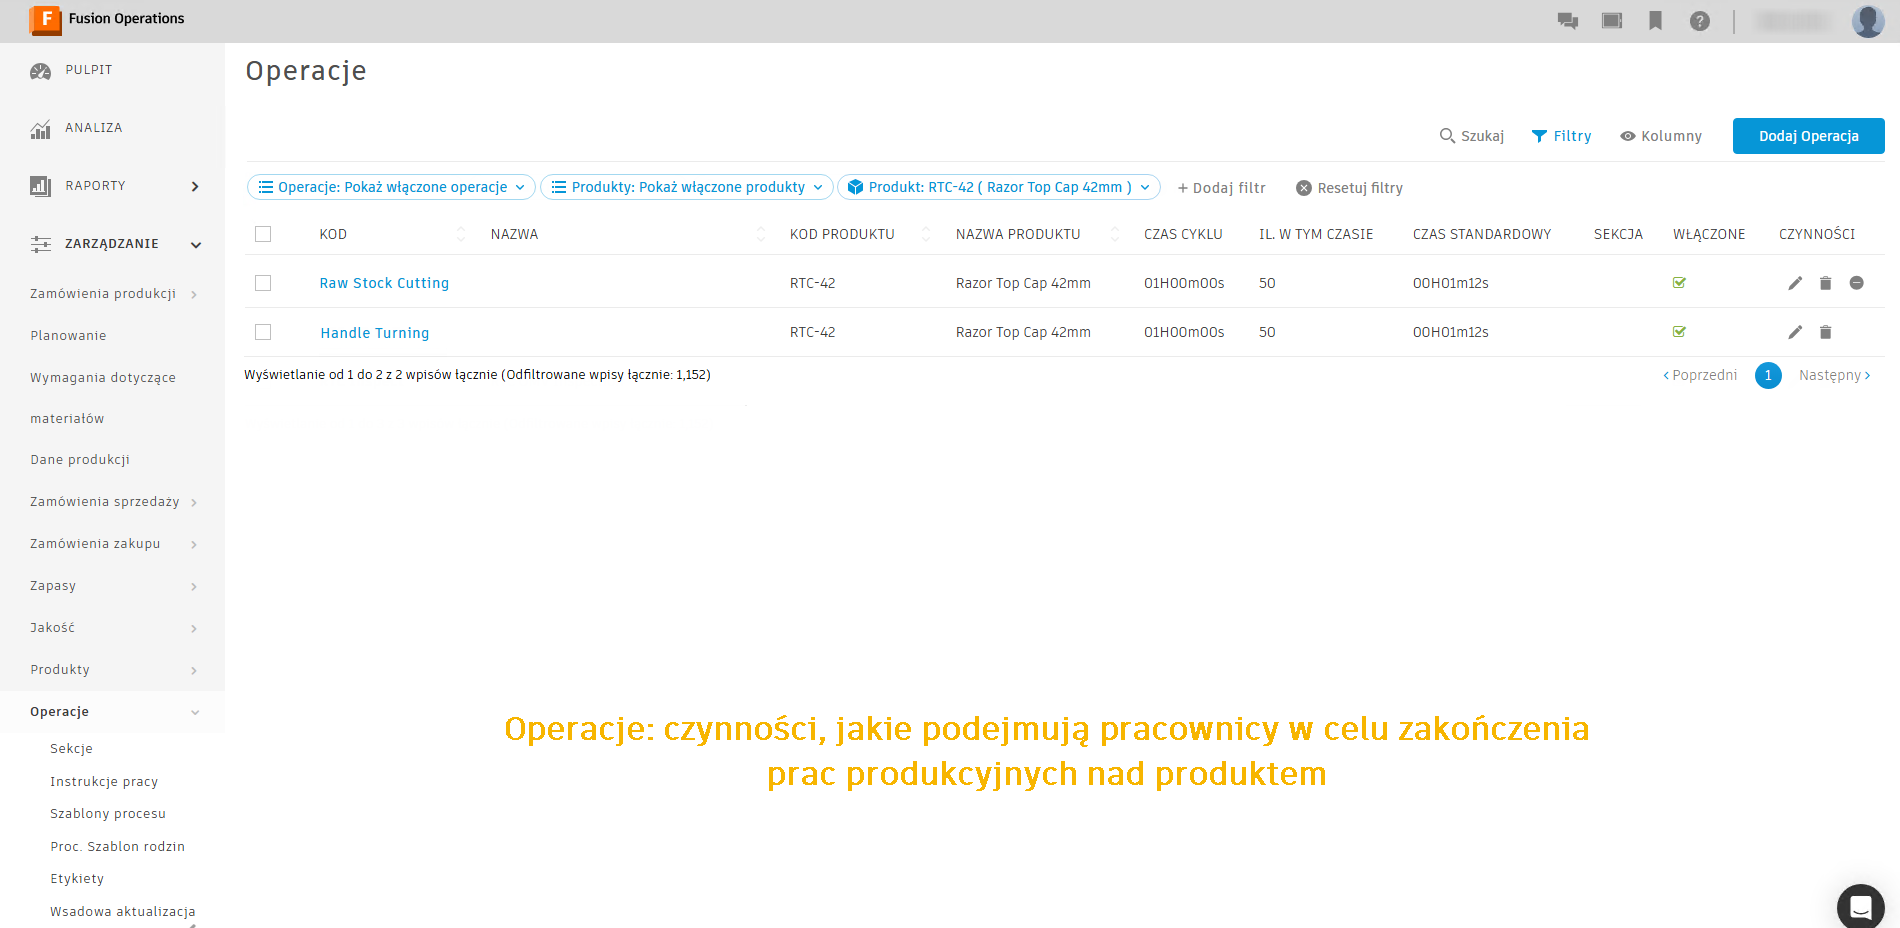 Fusion Operations
PULPIT
ANALIZA
RAPORTY
ZARZĄDZANIE
Zamówienia produkcji
Planowanie
Wymagania dotyczące
materiałów
Dane produkcji
Zamówienia sprzedaży
Zamówienia zakupu
Zapasy
Jakość
Produkty
Operacje
Sekcje
Instrukcje pracy
Szablony procesu
Proc. Szablon rodzin
Etykiety
Wsadowa aktualizacja
Operacje
Szukaj Filtry Kolumny Dodaj Operacja
Operacje: Pokaż włączone operacje Produkty: Pokaż włączone produkty Produkt: RTC-42 ( Razor Top Cap 42mm ) + Dodaj filtr Resetuj filtry
KOD NAZWA KOD PRODUKTU NAZWA PRODUKTU CZAS CYKLU IL. W TYM CZASIE CZAS STANDARDOWY SEKCJA WŁĄCZONE CZYNNOŚCI
Raw Stock Cutting RTC-42 Razor Top Cap 42mm 01H00m00s 50 00H01m12s
Handle Turning RTC-42 Razor Top Cap 42mm 01H00m00s 50 00H01m12s
Wyświetlanie od 1 do 2 z 2 wpisów łącznie (Odfiltrowane wpisy łącznie: 1,152) < Poprzedni 1 Następny >
Operacje: czynności, jakie podejmują pracownicy w celu zakończenia
prac produkcyjnych nad produktem